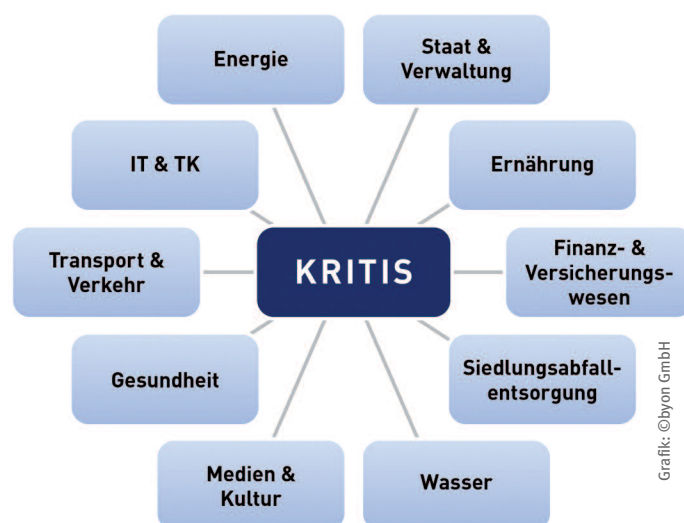 Energie
Staat &
Verwaltung
IT & TK
Ernährung
Transport &
Verkehr
KRITIS
Finanz- &
Versicherungs-
wesen
Gesundheit
Siedlungsabfall-
entsorgung
Medien &
Kultur
Wasser
Grafik: ©byon GmbH